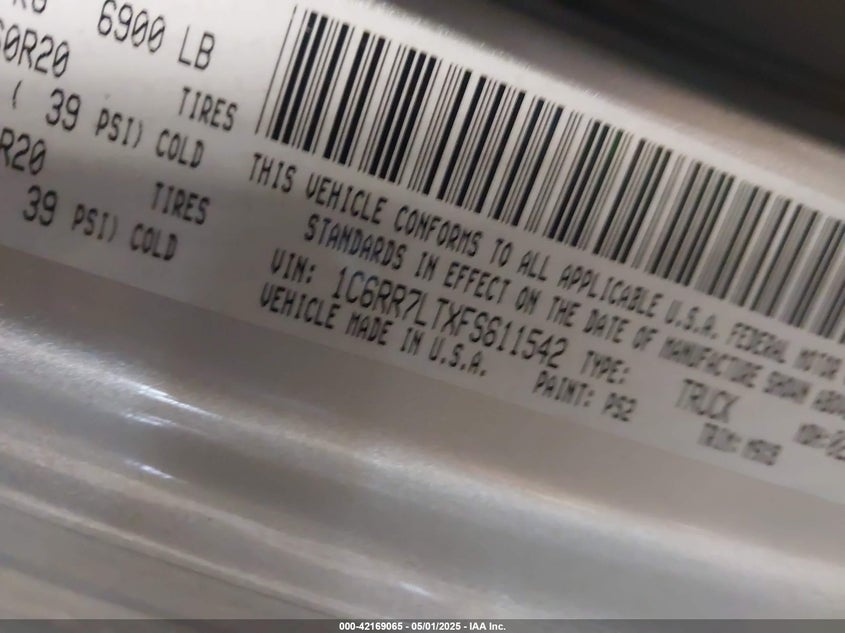 6900 LB
0R20 TIRES
( 39 PSI) COLD
R20 TIRES
39 PSI) COLD
THIS VEHICLE CONFORMS TO ALL APPLICABLE U.S.A. FEDERAL MOTOR
STANDARDS IN EFFECT ON THE DATE OF MANUFACTURE SHOWN ABOVE
VIN: 1C6RR7LTXFS611542 TYPE: TRUCK
VEHICLE MADE IN U.S.A. PAINT: PS2
000-42169065 - 05/01/2025 - IAA Inc.